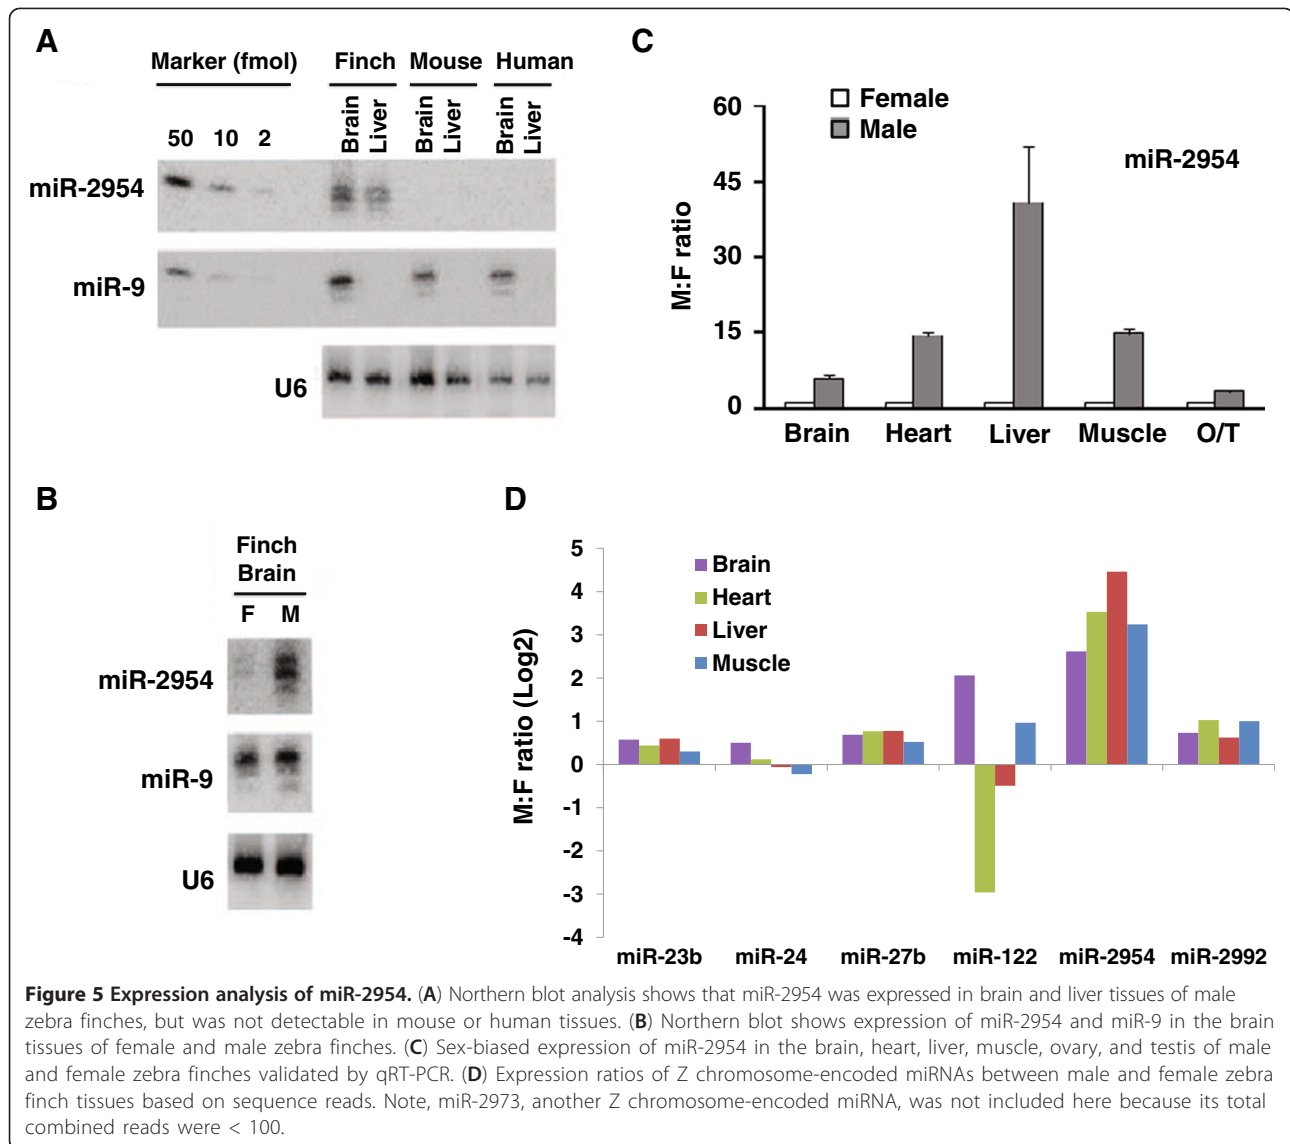 A
Marker (fmol) Finch Mouse Human
Brain Liver Brain Liver Brain Liver
50 10 2
miR-2954
miR-9
U6
B
Finch
Brain
F M
miR-2954
miR-9
U6
C
Female
Male
miR-2954
M:F ratio
60
45
30
15
0
Brain Heart Liver Muscle O/T
D
Brain
Heart
Liver
Muscle
M:F ratio (Log2)
5
4
3
2
1
0
-1
-2
-3
-4
miR-23b miR-24 miR-27b miR-122 miR-2954 miR-2992
Figure 5 Expression analysis of miR-2954. (A) Northern blot analysis shows that miR-2954 was expressed in brain and liver tissues of male
zebra finches, but was not detectable in mouse or human tissues. (B) Northern blot shows expression of miR-2954 and miR-9 in the brain
tissues of female and male zebra finches. (C) Sex-biased expression of miR-2954 in the brain, heart, liver, muscle, ovary, and testis of male
and female zebra finches validated by qRT-PCR. (D) Expression ratios of Z chromosome-encoded miRNAs between male and female zebra
finch tissues based on sequence reads. Note, miR-2973, another Z chromosome-encoded miRNA, was not included here because its total
combined reads were < 100.